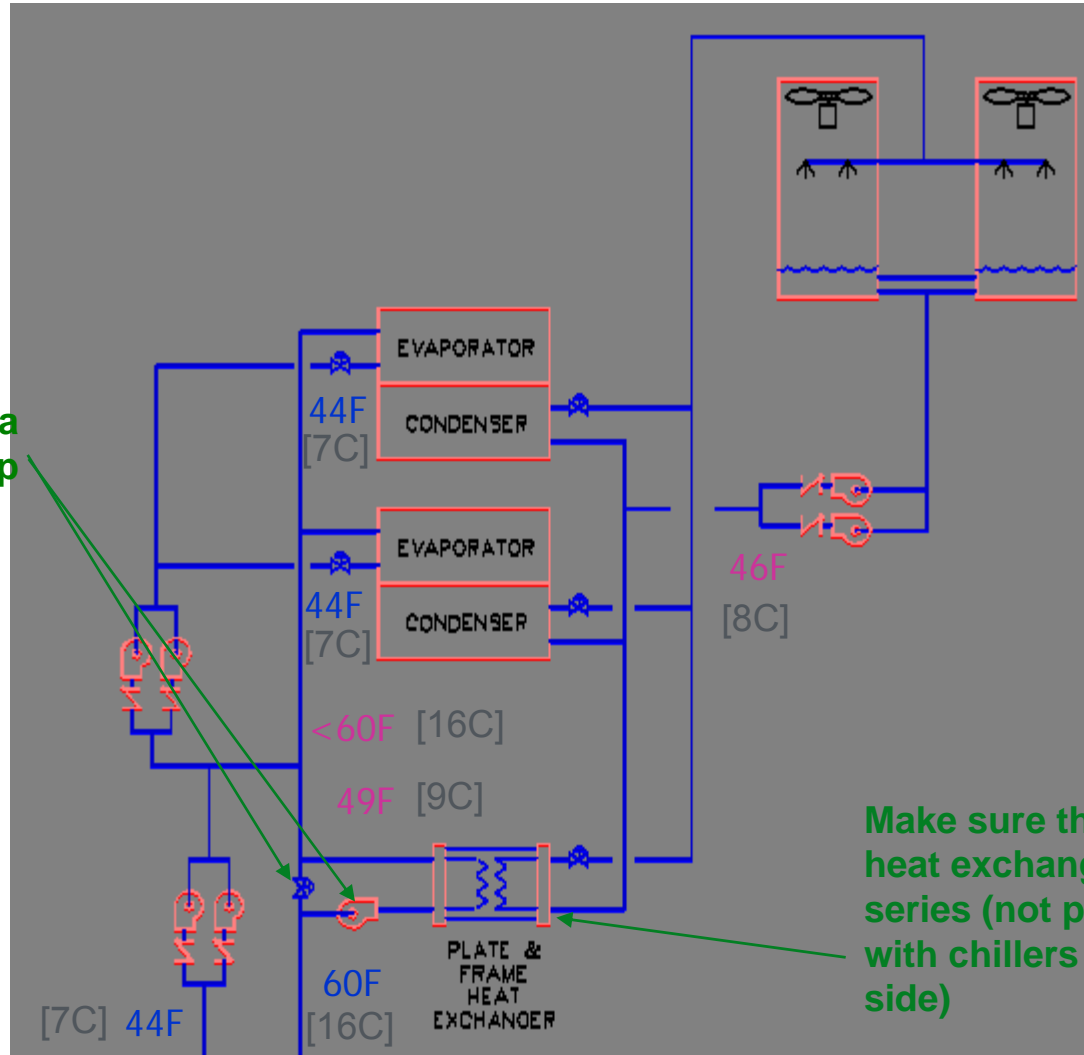 EVAPORATOR
44F
[7C]
CONDENSER
a
p
EVAPORATOR
44F
[7C]
CONDENSER
46F
[8C]
<60F [16C]
49F [9C]
Make sure th
heat exchang
series (not p
with chillers
side)
PLATE &
FRAME
HEAT
EXCHANGER
60F
[16C]
[7C] 44F